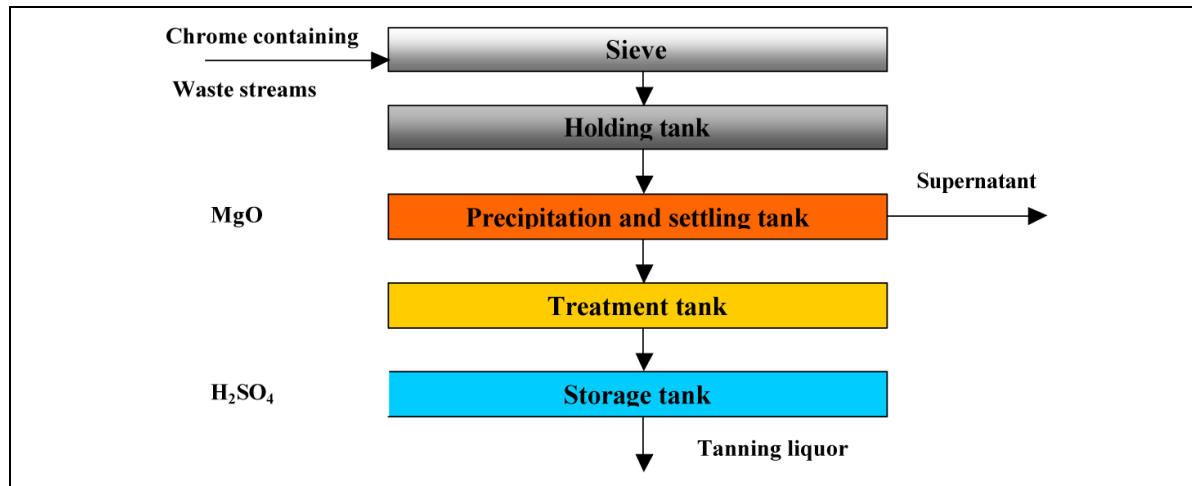 Chrome containing
Waste streams
Sieve
Holding tank
Supernatant
MgO
Precipitation and settling tank
Treatment tank
H₂SO₄
Storage tank
Tanning liquor